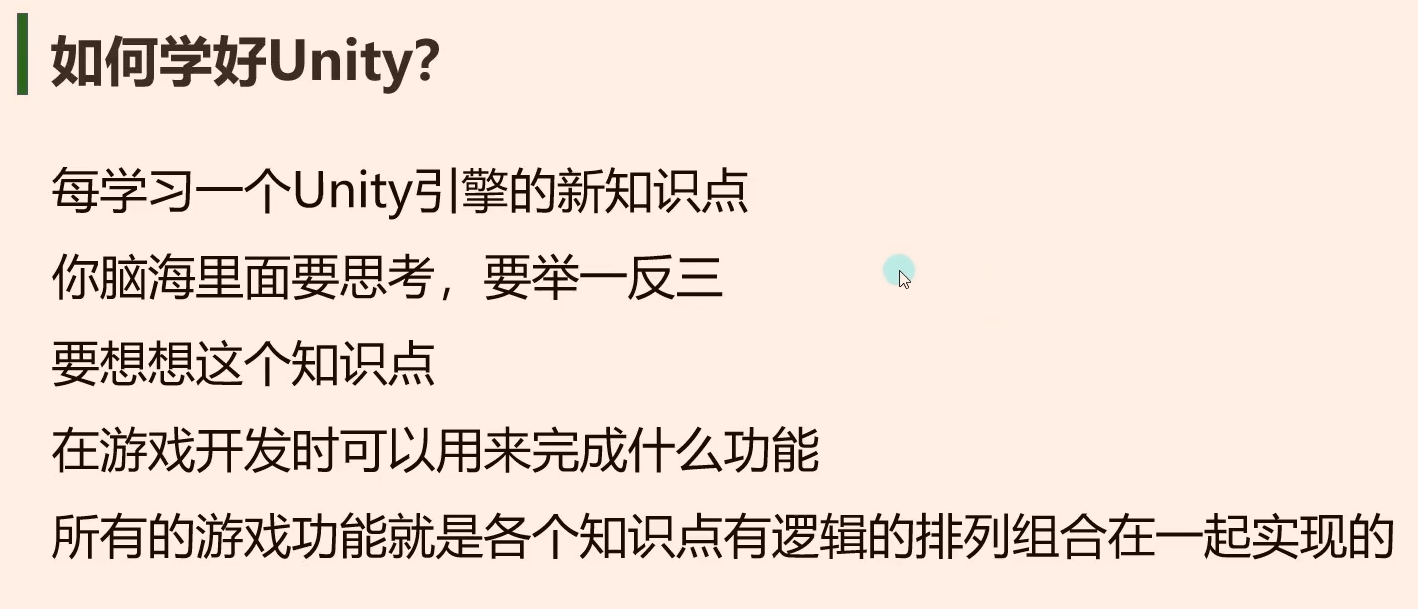 如何学好Unity?
每学习一个Unity引擎的新知识点
你脑海里面要思考，要举一反三
要想想这个知识点
在游戏开发时可以用来完成什么功能
所有的游戏功能就是各个知识点有逻辑的排列组合在一起实现的